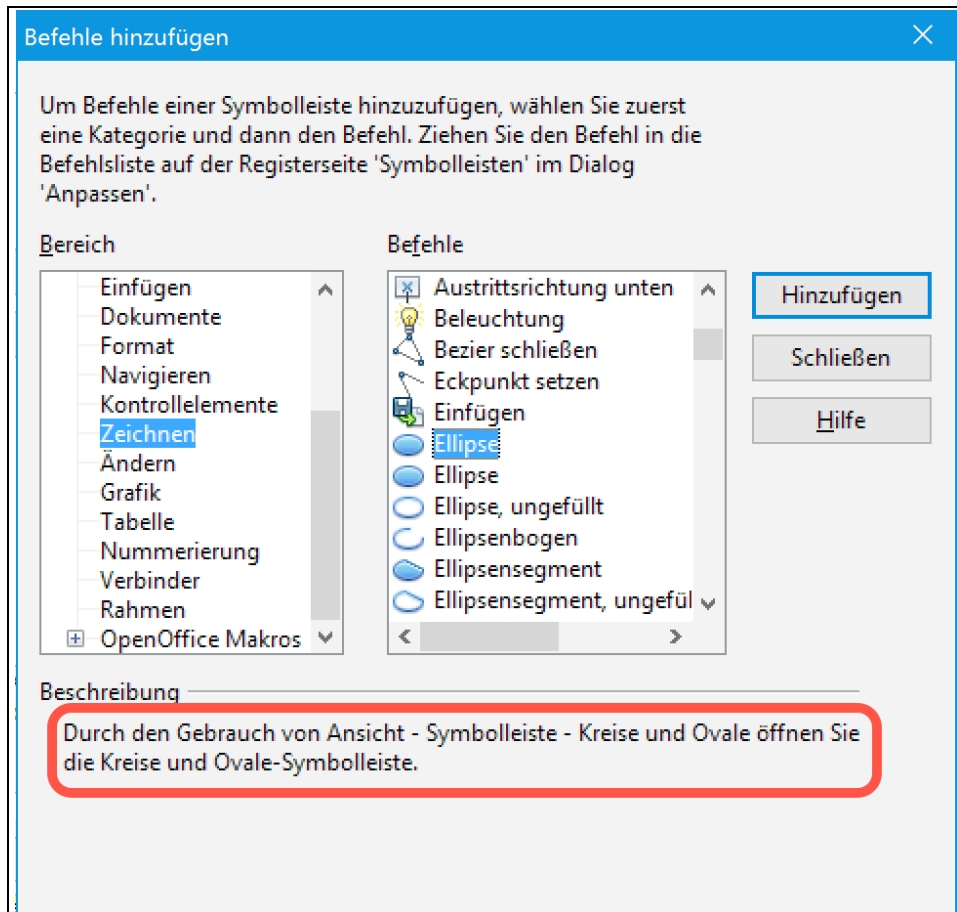 Befehle hinzufügen
Um Befehle einer Symbolleiste hinzuzufügen, wählen Sie zuerst
eine Kategorie und dann den Befehl. Ziehen Sie den Befehl in die
Befehlsliste auf der Registerseite 'Symbolleisten' im Dialog
'Anpassen'.
Bereich
Einfügen
Dokumente
Format
Navigieren
Kontrollelemente
Zeichnen
Ändern
Grafik
Tabelle
Nummerierung
Verbinder
Rahmen
OpenOffice Makros
Befehle
Austrittsrichtung unten
Beleuchtung
Bezier schließen
Eckpunkt setzen
Einfügen
Ellipse
Ellipse
Ellipse, ungefüllt
Ellipsenbogen
Ellipsensegment
Ellipsensegment, ungefül
Hinzufügen
Schließen
Hilfe
Beschreibung
Durch den Gebrauch von Ansicht - Symbolleiste - Kreise und Ovale öffnen Sie
die Kreise und Ovale-Symbolleiste.